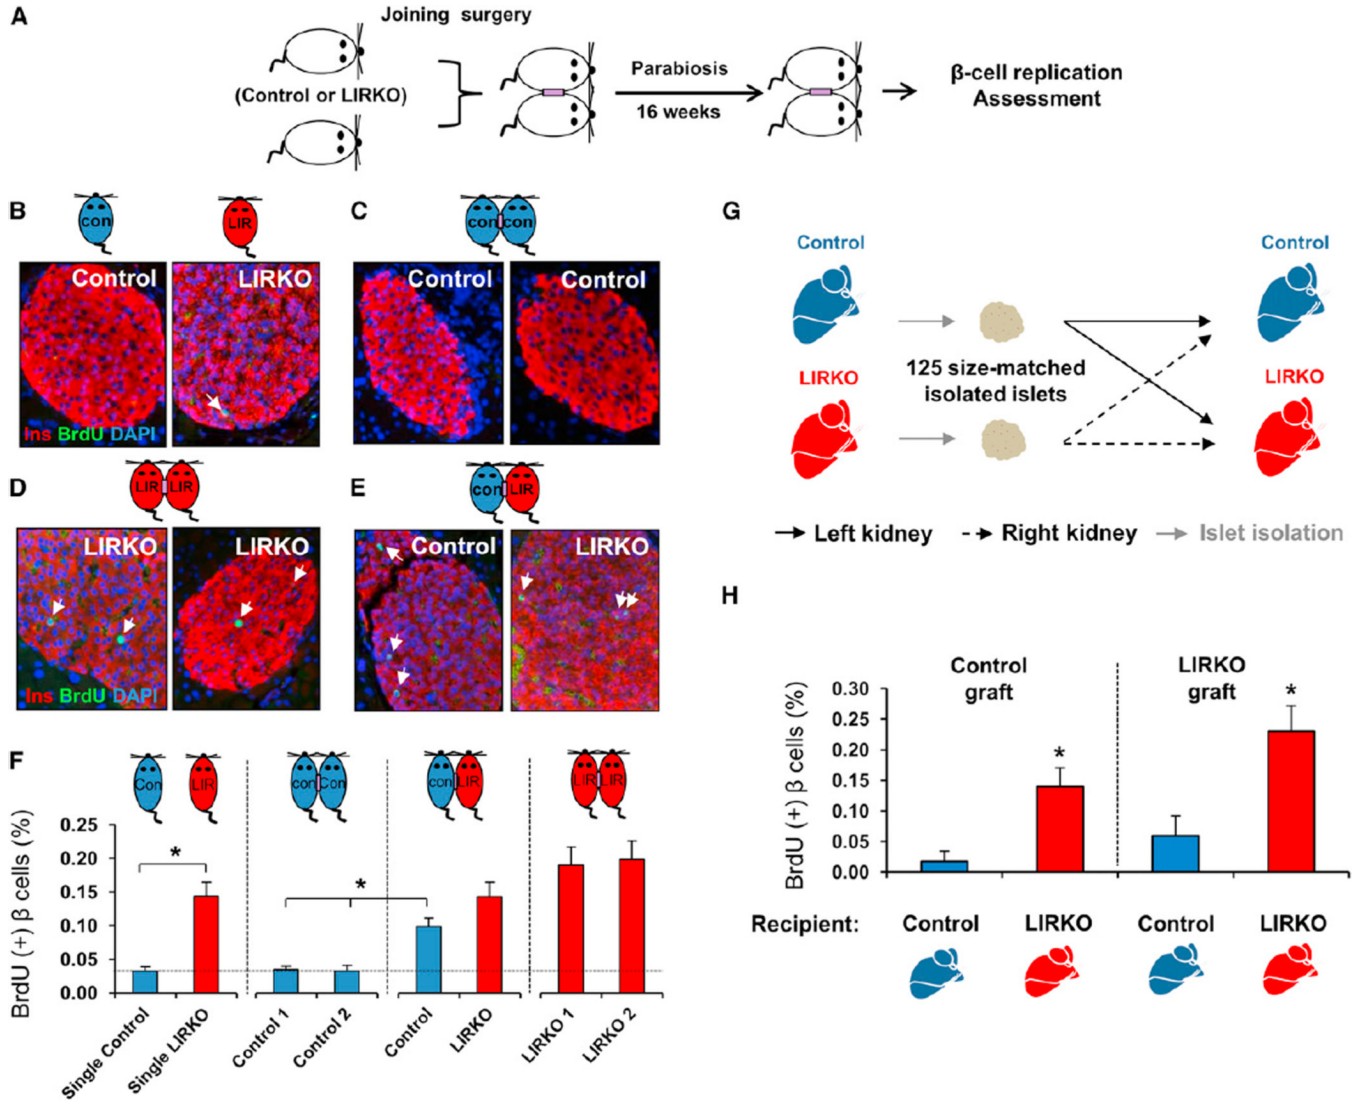 A
Joining surgery
(Control or LIRKO)
Parabiosis
16 weeks
β-cell replication
Assessment
B
con
LIR
Control
LIRKO
Ins BrdU DAPI
C
con con
Control
Control
D
LIR LIR
LIRKO
LIRKO
Ins BrdU DAPI
E
con LIR
Control
LIRKO
F
Con
LIR
con Con
con LIR
LIR LIR
BrdU (+) β cells (%)
0.25
0.20
0.15
0.10
0.05
0.00
*
*
Single Control
Single LIRKO
Control 1
Control 2
Control
LIRKO
LIRKO 1
LIRKO 2
G
Control
Control
125 size-matched
isolated islets
LIRKO
LIRKO
Left kidney
Right kidney
Islet isolation
H
Control
graft
LIRKO
graft
BrdU (+) β cells (%)
0.30
0.25
0.20
0.15
0.10
0.05
0.00
*
*
Recipient:
Control
LIRKO
Control
LIRKO